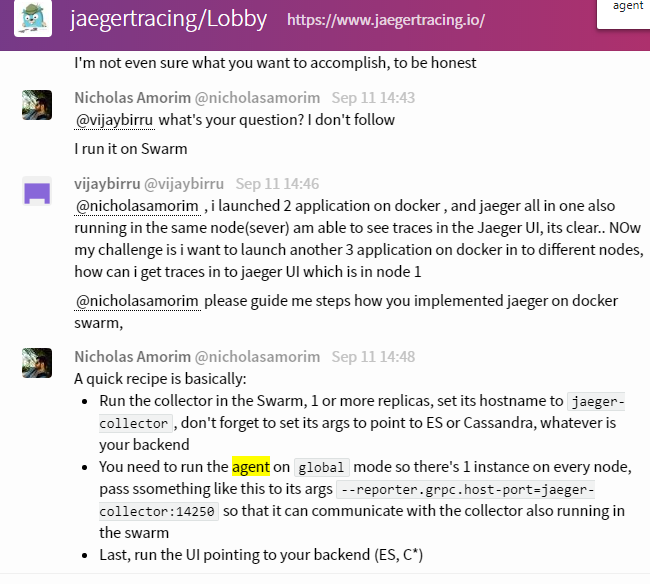 jaegertracing/Lobby https://www.jaegertracing.io/
agent
I'm not even sure what you want to accomplish, to be honest
Nicholas Amorim @nicholasamorim Sep 11 14:43
@vijaybirru what's your question? I don't follow
I run it on Swarm
vijaybirru @vijaybirru Sep 11 14:46
@nicholasamorim , i launched 2 application on docker , and jaeger all in one also
running in the same node(sever) am able to see traces in the Jaeger UI, its clear.. NOw
my challenge is i want to launch another 3 application on docker in to different nodes,
how can i get traces in to jaeger UI which is in node 1
@nicholasamorim please guide me steps how you implemented jaeger on docker
swarm,
Nicholas Amorim @nicholasamorim Sep 11 14:48
A quick recipe is basically:
• Run the collector in the Swarm, 1 or more replicas, set its hostname to jaeger-
collector , don't forget to set its args to point to ES or Cassandra, whatever is
your backend
• You need to run the agent on global mode so there's 1 instance on every node,
pass ssomething like this to its args --reporter.grpc.host-port=jaeger-
collector:14250 so that it can communicate with the collector also running in
the swarm
• Last, run the UI pointing to your backend (ES, C*)